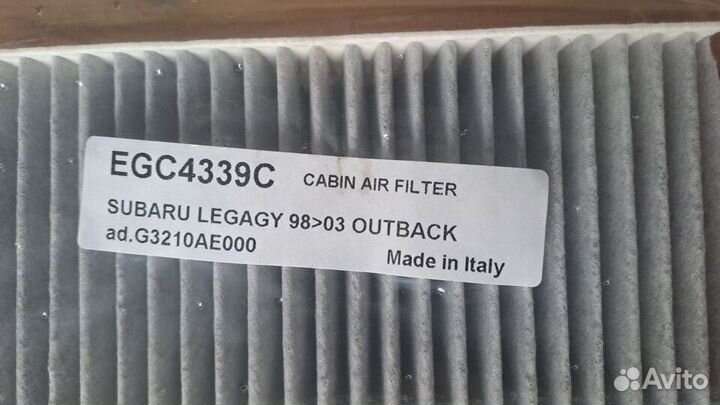 EGC4339C CABIN AIR FILTER
SUBARU LEGAGY 98>03 OUTBACK
ad.G3210AE000
Made in Italy
Avito